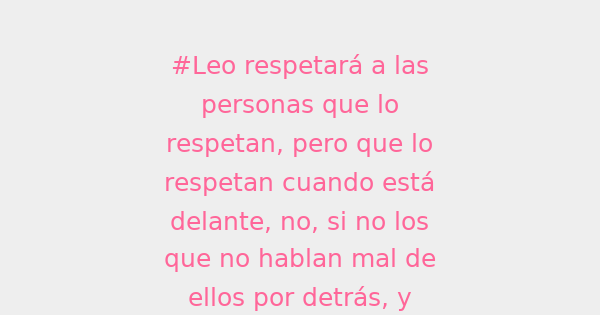 #Leo respetará a las
personas que lo
respetan, pero que lo
respetan cuando está
delante, no, si no los
que no hablan mal de
ellos por detrás, y